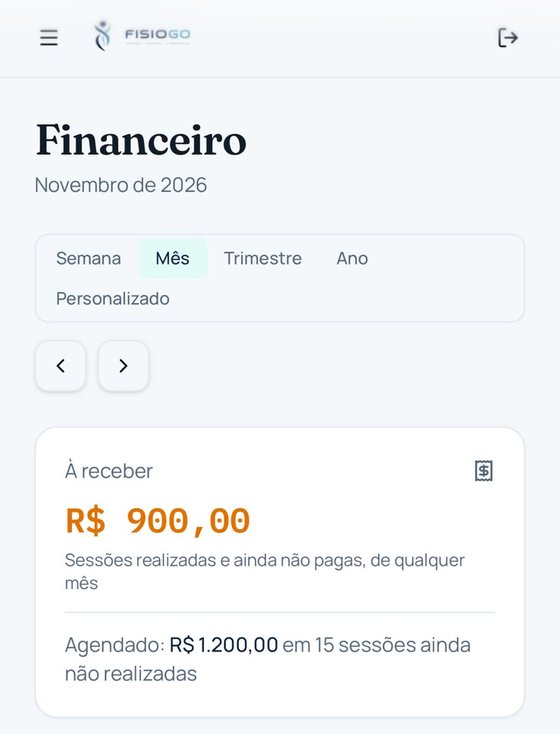 FISIOGO
Financeiro
Novembro de 2026
Semana Mês Trimestre Ano
Personalizado
À receber
R$ 900,00
Sessões realizadas e ainda não pagas, de qualquer
mês
Agendado: R$ 1.200,00 em 15 sessões ainda
não realizadas